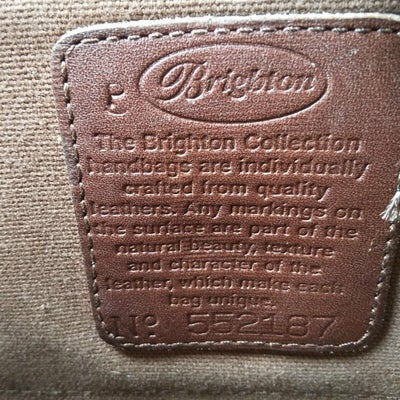 Brighton
The Brighton Collection
handbags are individually
crafted from quality
leathers. Any markings on
the surface are part of the
natural beauty, texture
and character of the
leather, which make each
bag unique.
No. 552187